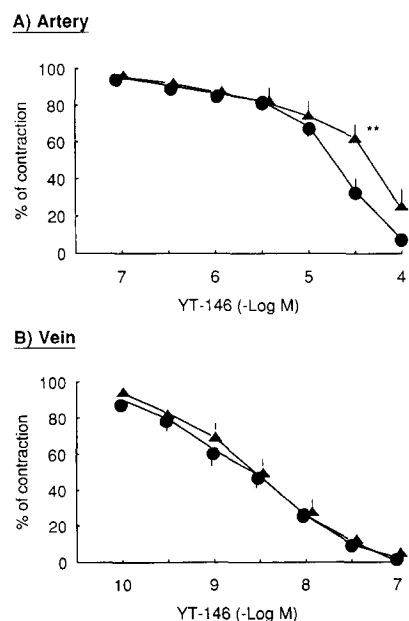 A) Artery
100
80
60
40
20
0
% of contraction
**
7 6 5 4
YT-146 (-Log M)
B) Vein
100
80
60
40
20
0
% of contraction
10 9 8 7
YT-146 (-Log M)